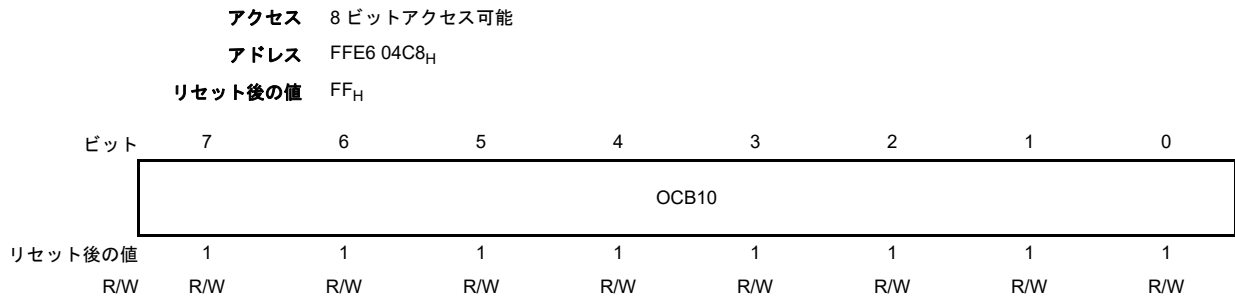 アクセス 8 ビットアクセス可能
アドレス FFE6 04C8H
リセット後の値 FFH
ビット 7 6 5 4 3 2 1 0
OCB10
リセット後の値 1 1 1 1 1 1 1 1
R/W R/W R/W R/W R/W R/W R/W R/W R/W